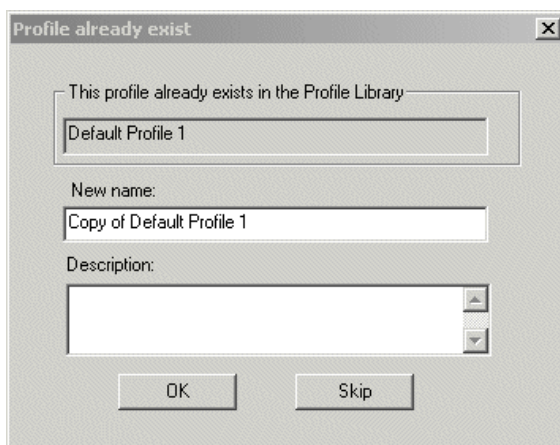 Profile already exist
This profile already exists in the Profile Library
Default Profile 1
New name:
Copy of Default Profile 1
Description:
OK
Skip